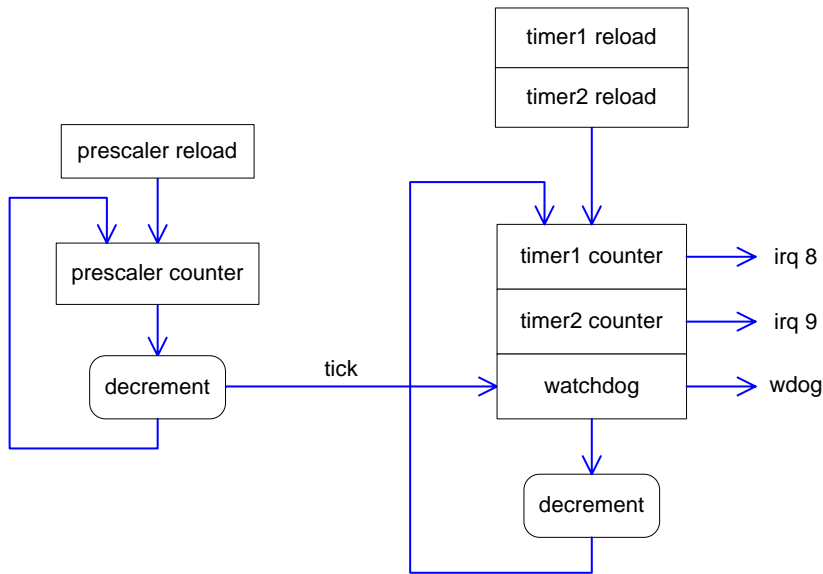 timer1 reload
timer2 reload
prescaler reload
timer1 counter
irq 8
prescaler counter
timer2 counter
irq 9
tick
decrement
watchdog
wdog
decrement